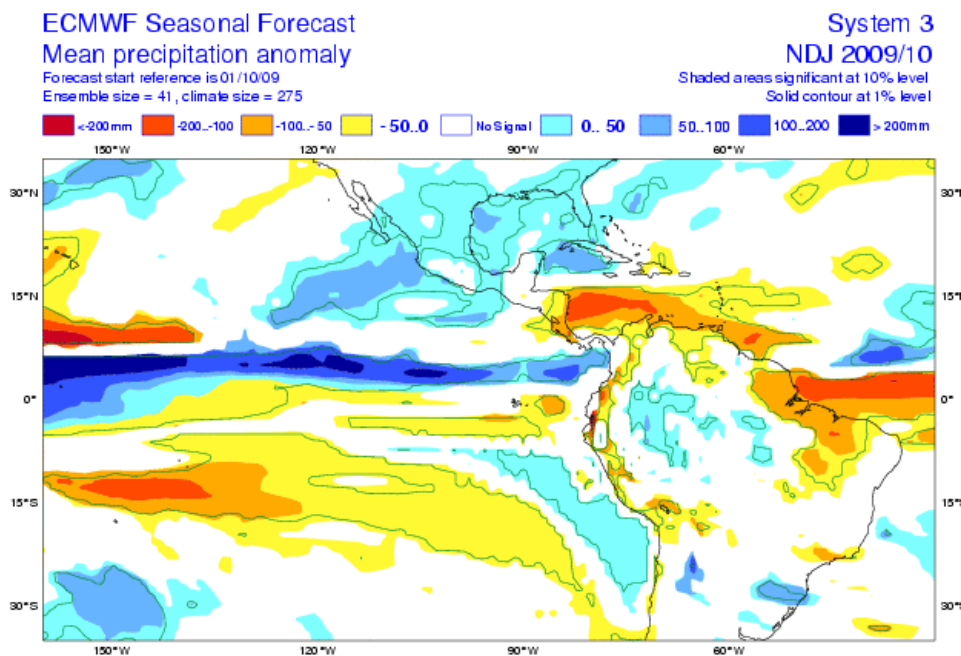 ECMWF Seasonal Forecast
System 3
Mean precipitation anomaly
NDJ 2009/10
Forecast start reference is 01/10/09
Shaded areas significant at 10% level
Ensemble size = 41, climate size = 275
Solid contour at 1% level
<-200mm -200..-100 -100..-50 -50..0 No Signal 0..50 50..100 100..200 >200mm
150°W 120°W 90°W 60°W
30°N 30°N
15°N 15°N
0° 0°
15°S 15°S
30°S 30°S
150°W 120°W 90°W 60°W